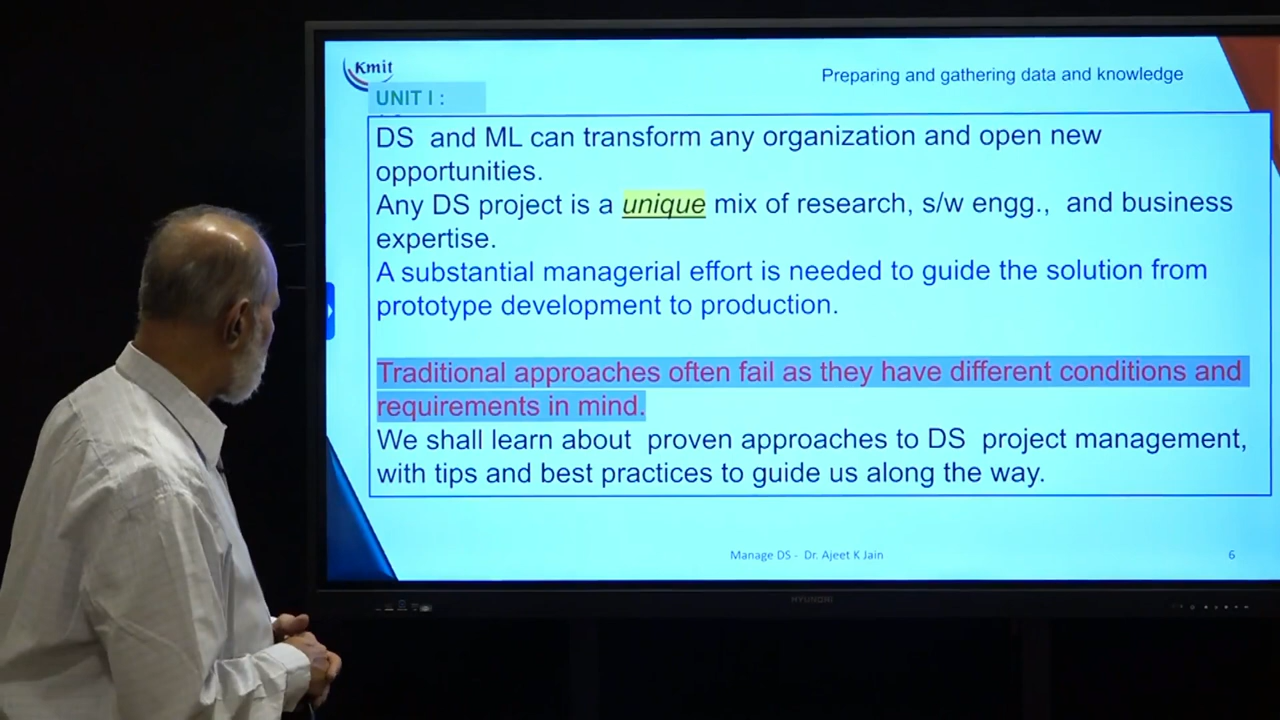 Kmit
Preparing and gathering data and knowledge
UNIT I :
DS and ML can transform any organization and open new
opportunities.
Any DS project is a unique mix of research, s/w engg., and business
expertise.
A substantial managerial effort is needed to guide the solution from
prototype development to production.
Traditional approaches often fail as they have different conditions and
requirements in mind.
We shall learn about proven approaches to DS project management,
with tips and best practices to guide us along the way.
Manage DS - Dr. Ajeet K Jain
6
HYUNDAI